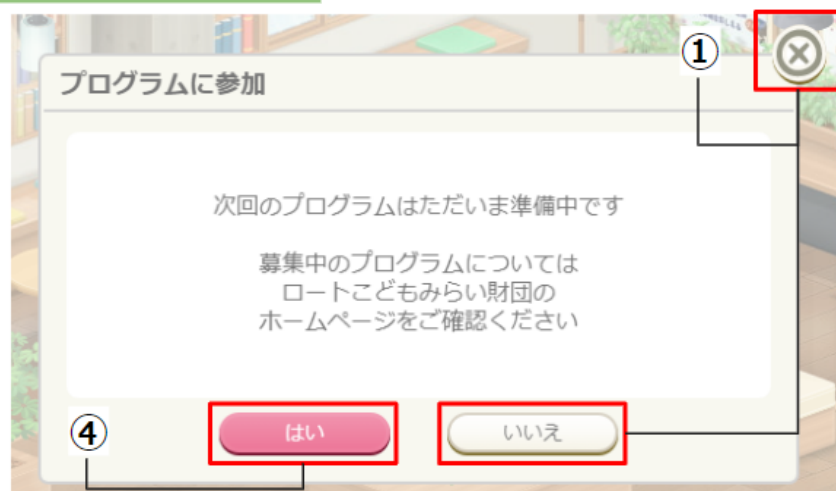 ①
プログラムに参加
次回のプログラムはただいま準備中です
募集中のプログラムについては
ロートこどもみらい財団の
ホームページをご確認ください
④
はい
いいえ